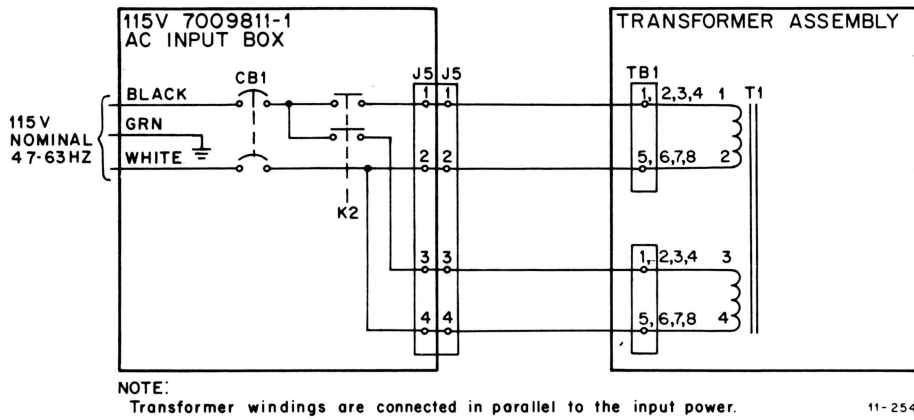 115V 7009811-1
AC INPUT BOX
TRANSFORMER ASSEMBLY
CB1
J5 J5
TB1
BLACK
1 1
1, 2,3,4 1
T1
115V
NOMINAL
47-63HZ
GRN
WHITE
2 2
5, 6,7,8 2
K2
3 3
1, 2,3,4 3
4 4
5, 6,7,8 4
NOTE:
Transformer windings are connected in parallel to the input power.
11-254